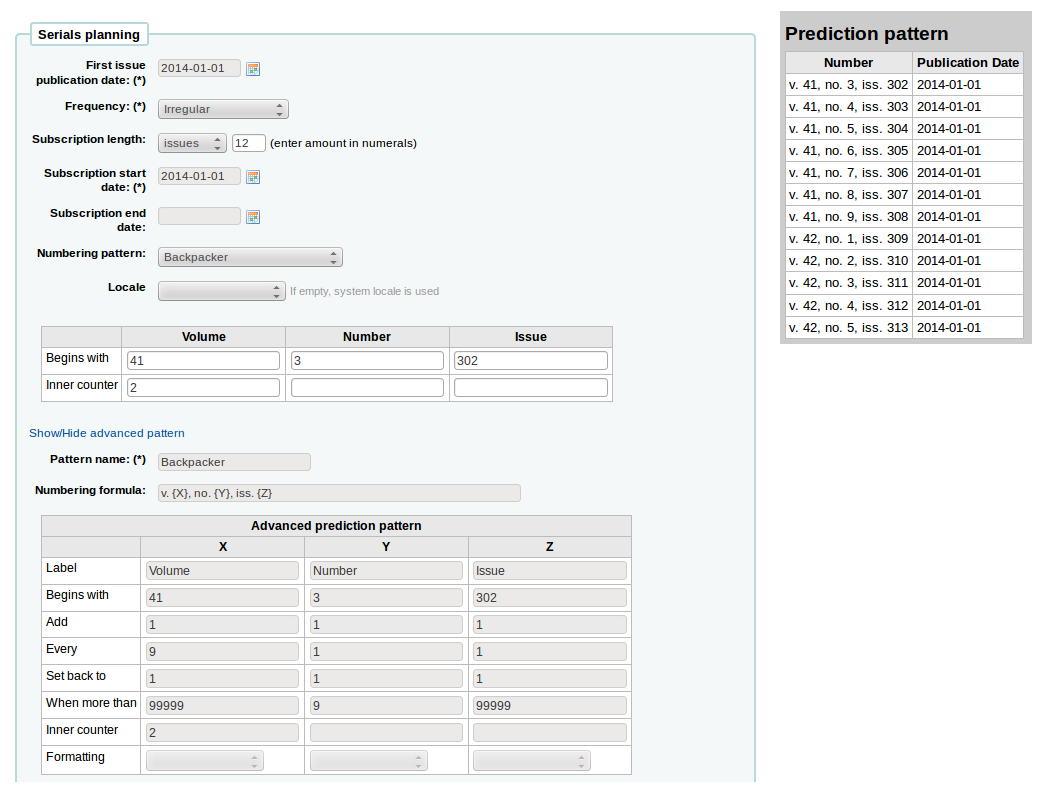 Serials planning
First issue
publication date: (*) 2014-01-01
Frequency: (*) Irregular
Subscription length: issues 12 (enter amount in numerals)
Subscription start
date: (*) 2014-01-01
Subscription end
date:
Numbering pattern: Backpacker
Locale If empty, system locale is used
Volume Number Issue
Begins with 41 3 302
Inner counter 2
Show/Hide advanced pattern
Pattern name: (*) Backpacker
Numbering formula: v. {X}, no. {Y}, iss. {Z}
Advanced prediction pattern
X Y Z
Label Volume Number Issue
Begins with 41 3 302
Add 1 1 1
Every 9 1 1
Set back to 1 1 1
When more than 99999 9 99999
Inner counter 2
Formatting
Prediction pattern
Number Publication Date
v. 41, no. 3, iss. 302 2014-01-01
v. 41, no. 4, iss. 303 2014-01-01
v. 41, no. 5, iss. 304 2014-01-01
v. 41, no. 6, iss. 305 2014-01-01
v. 41, no. 7, iss. 306 2014-01-01
v. 41, no. 8, iss. 307 2014-01-01
v. 41, no. 9, iss. 308 2014-01-01
v. 42, no. 1, iss. 309 2014-01-01
v. 42, no. 2, iss. 310 2014-01-01
v. 42, no. 3, iss. 311 2014-01-01
v. 42, no. 4, iss. 312 2014-01-01
v. 42, no. 5, iss. 313 2014-01-01